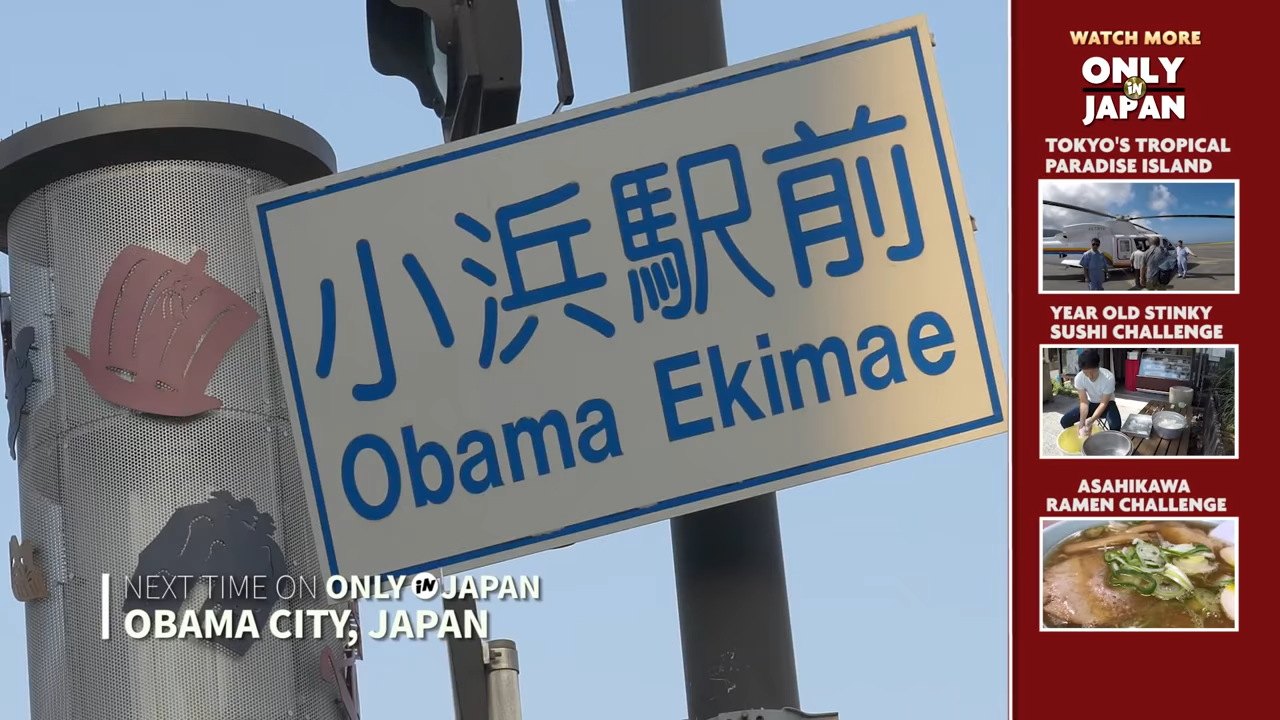 小浜駅前
Obama Ekimae
NEXT TIME ON ONLY iN JAPAN
OBAMA CITY, JAPAN
WATCH MORE
ONLY
iN
JAPAN
TOKYO'S TROPICAL
PARADISE ISLAND
YEAR OLD STINKY
SUSHI CHALLENGE
ASAHIKAWA
RAMEN CHALLENGE